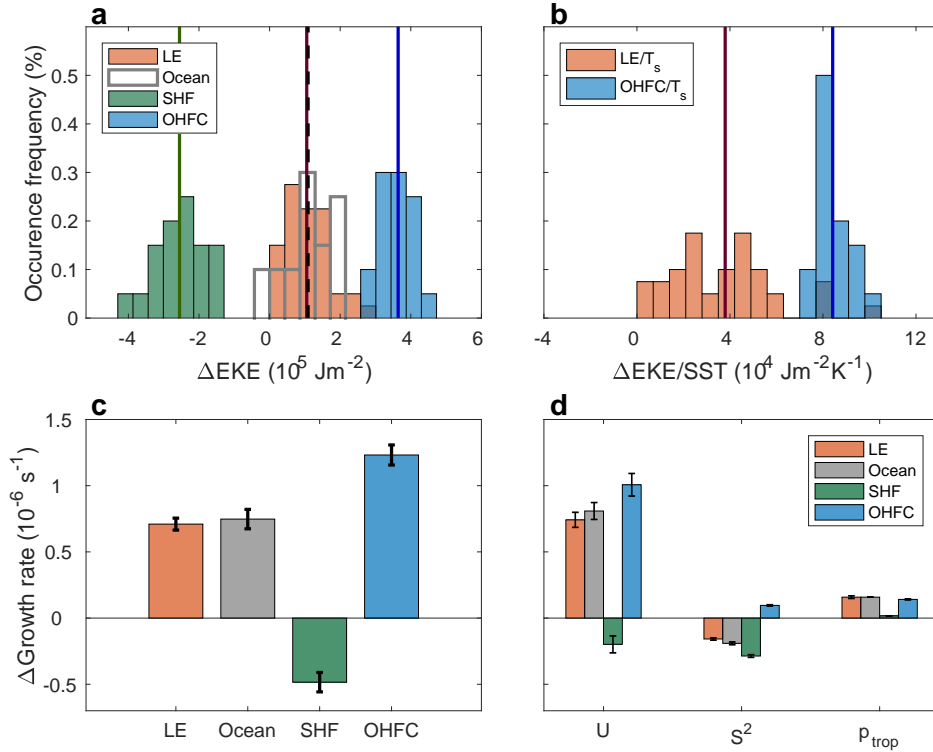 a
b
LE
Ocean
SHF
OHFC
LE/T_s
OHFC/T_s
Occurence frequency (%)
0.5
0.4
0.3
0.2
0.1
0
-4
-2
0
2
4
6
ΔEKE (10^5 Jm^-2)
-4
0
4
8
12
ΔEKE/SST (10^4 Jm^-2K^-1)
c
d
ΔGrowth rate (10^-6 s^-1)
1.5
1
0.5
0
-0.5
LE
Ocean
SHF
OHFC
LE
Ocean
SHF
OHFC
U
S^2
p_trop